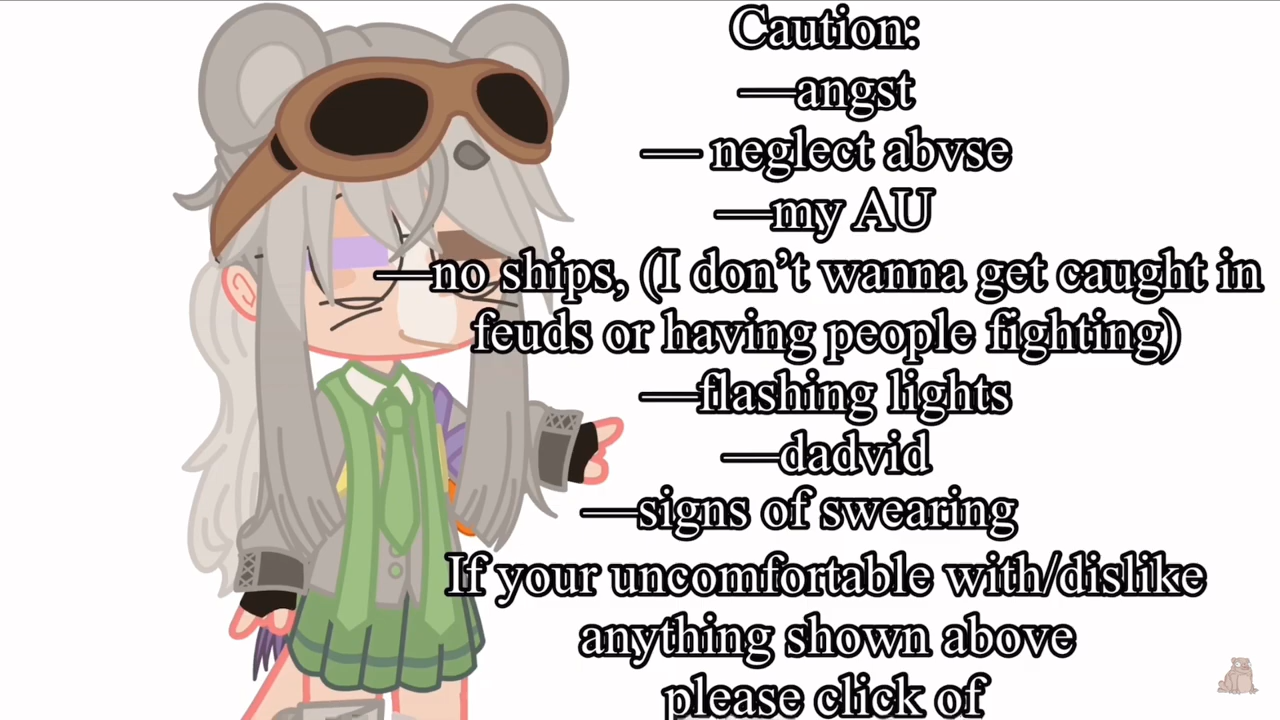 Caution:
—angst
— neglect abvse
—my AU
—no ships, (I don’t wanna get caught in
feuds or having people fighting)
—flashing lights
—dadvid
—signs of swearing
If your uncomfortable with/dislike
anything shown above
please click of